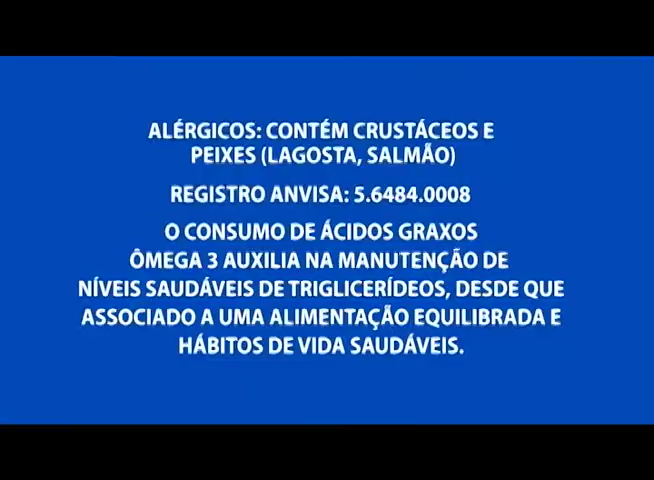 ALÉRGICOS: CONTÉM CRUSTÁCEOS E
PEIXES (LAGOSTA, SALMÃO)
REGISTRO ANVISA: 5.6484.0008
O CONSUMO DE ÁCIDOS GRAXOS
ÔMEGA 3 AUXILIA NA MANUTENÇÃO DE
NÍVEIS SAUDÁVEIS DE TRIGLICERÍDEOS, DESDE QUE
ASSOCIADO A UMA ALIMENTAÇÃO EQUILIBRADA E
HÁBITOS DE VIDA SAUDÁVEIS.